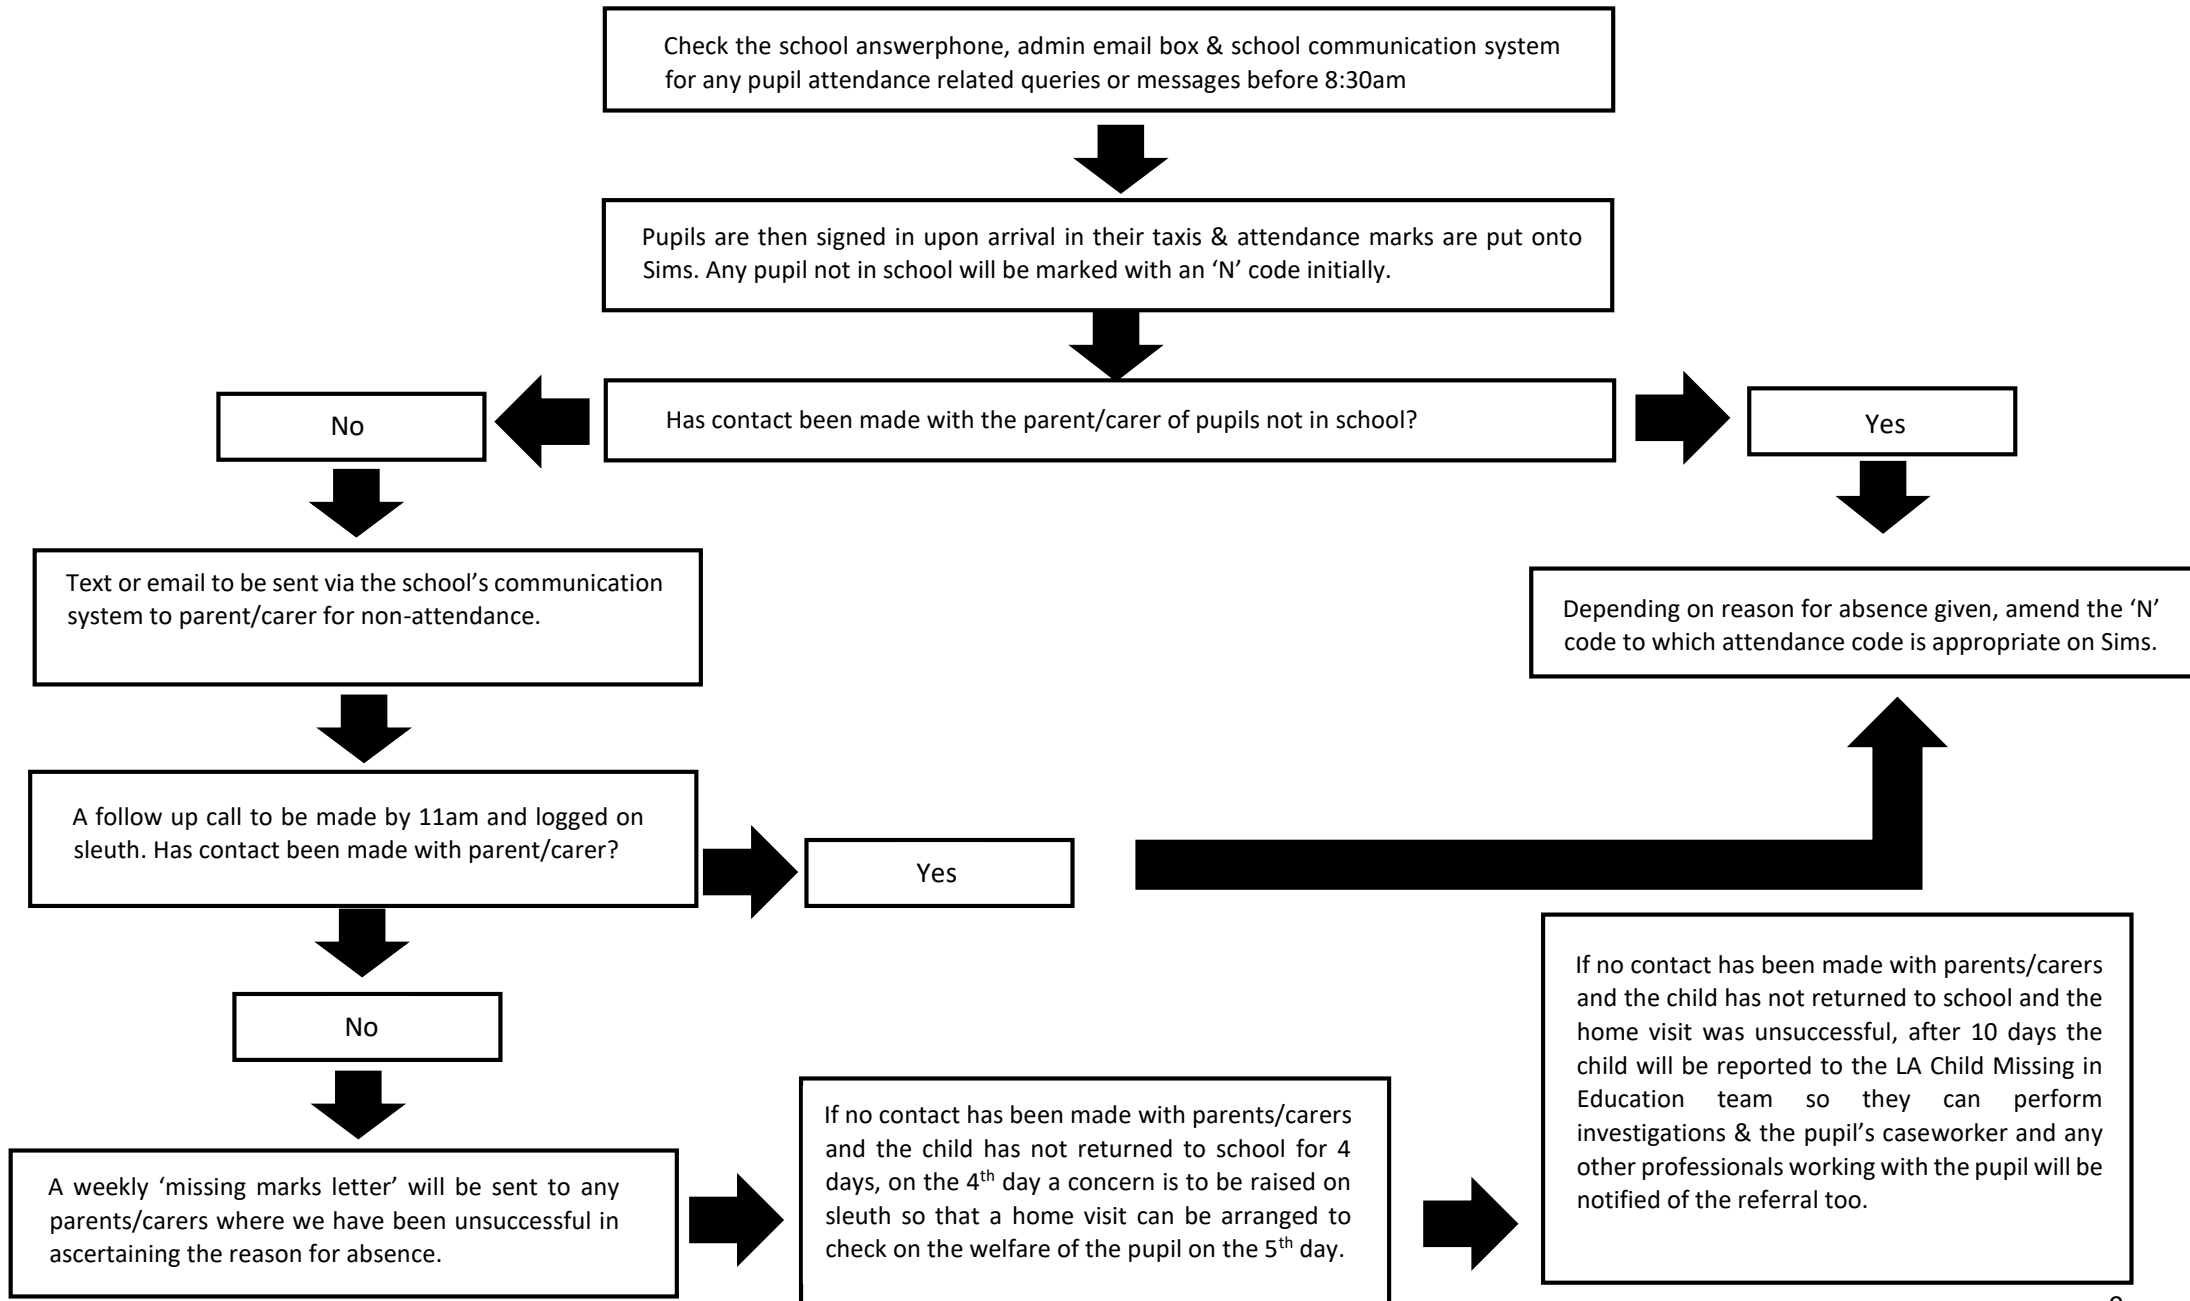 Check the school answerphone, admin email box & school communication system
for any pupil attendance related queries or messages before 8:30am
Pupils are then signed in upon arrival in their taxis & attendance marks are put onto
Sims. Any pupil not in school will be marked with an ‘N’ code initially.
No
Has contact been made with the parent/carer of pupils not in school?
Yes
Text or email to be sent via the school’s communication
system to parent/carer for non-attendance.
Depending on reason for absence given, amend the ‘N’
code to which attendance code is appropriate on Sims.
A follow up call to be made by 11am and logged on
sleuth. Has contact been made with parent/carer?
Yes
No
A weekly ‘missing marks letter’ will be sent to any
parents/carers where we have been unsuccessful in
ascertaining the reason for absence.
If no contact has been made with parents/carers
and the child has not returned to school for 4
days, on the 4th day a concern is to be raised on
sleuth so that a home visit can be arranged to
check on the welfare of the pupil on the 5th day.
If no contact has been made with parents/carers
and the child has not returned to school and the
home visit was unsuccessful, after 10 days the
child will be reported to the LA Child Missing in
Education team so they can perform
investigations & the pupil’s caseworker and any
other professionals working with the pupil will be
notified of the referral too.